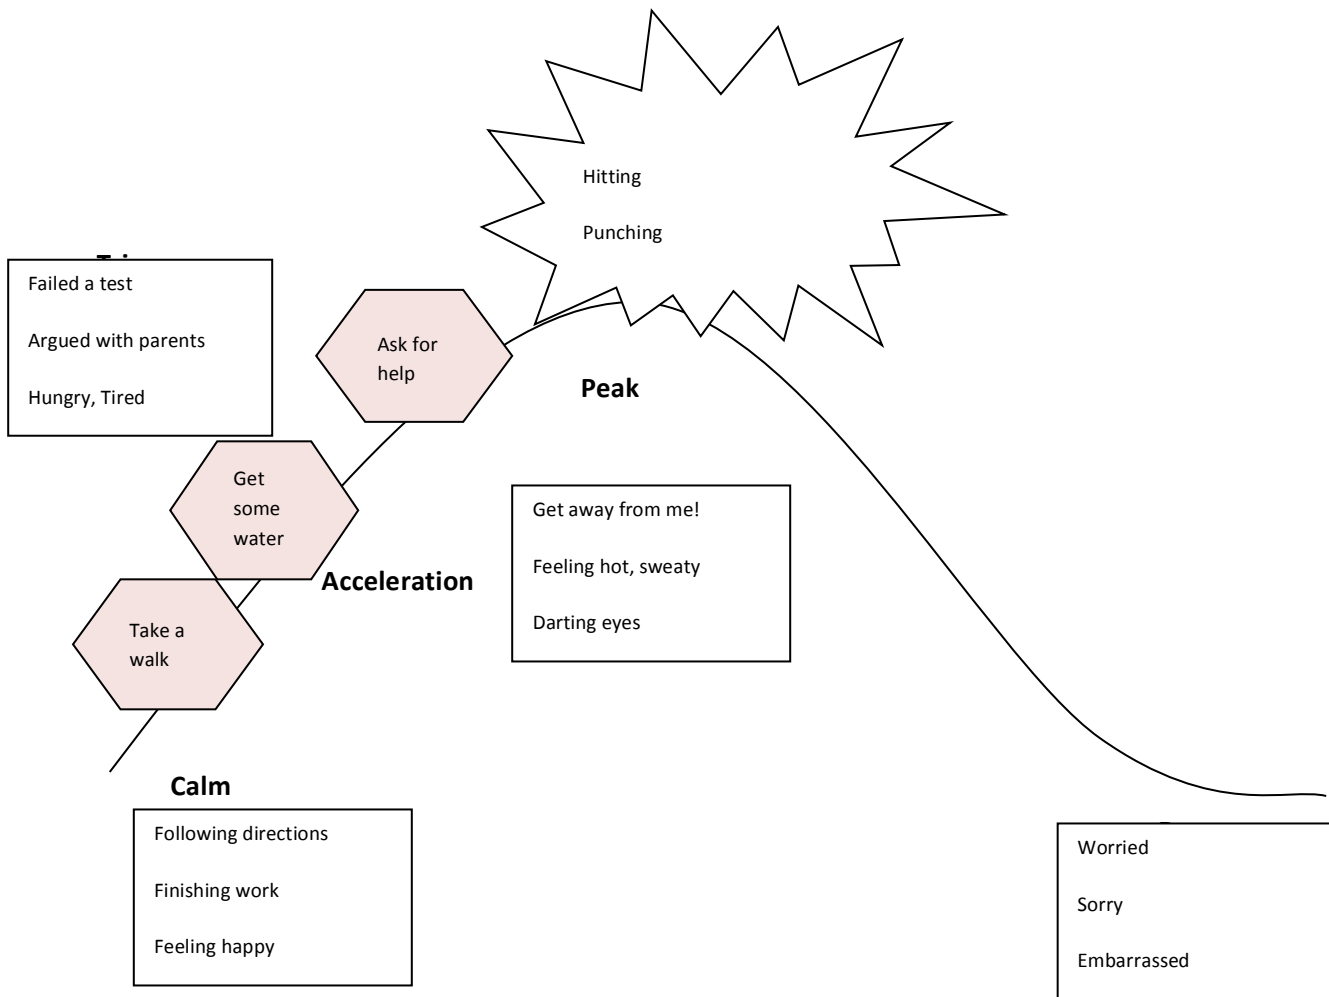 Hitting
Punching
Failed a test
Argued with parents
Hungry, Tired
Ask for
help
Peak
Get
some
water
Get away from me!
Feeling hot, sweaty
Darting eyes
Acceleration
Take a
walk
Calm
Following directions
Finishing work
Feeling happy
Worried
Sorry
Embarrassed